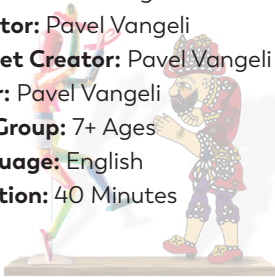 tor: Pavel Vangeli
et Creator: Pavel Vangeli
r: Pavel Vangeli
Group: 7+ Ages
uage: English
tion: 40 Minutes